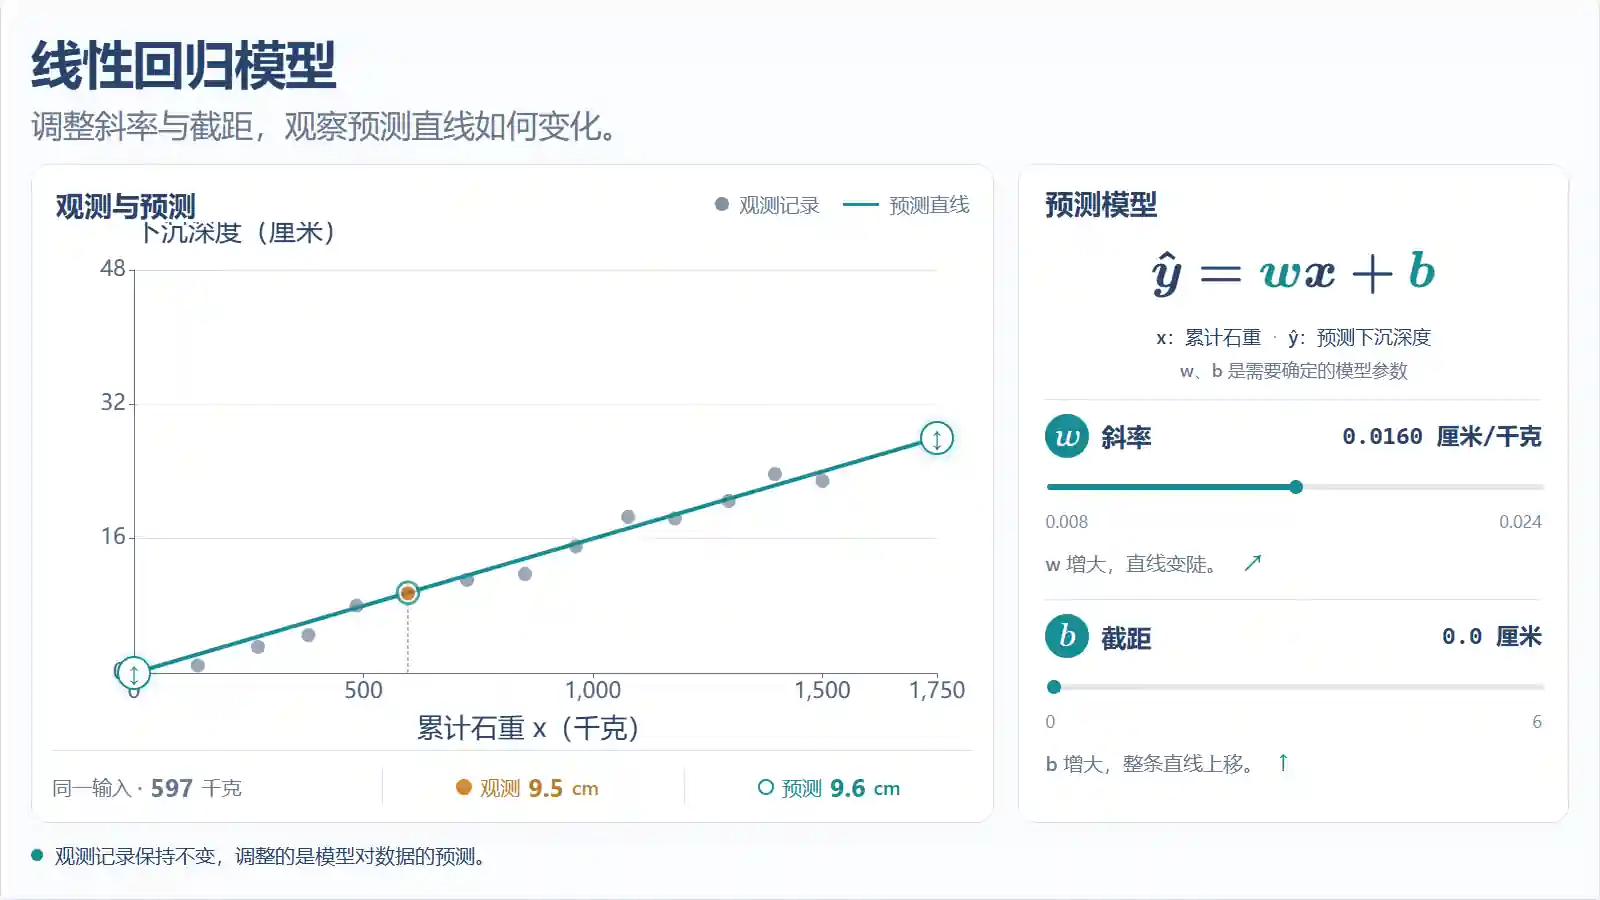 线性回归模型
调整斜率与截距，观察预测直线如何变化。
观测与预测
观测记录
预测直线
下沉深度（厘米）
48
32
16
0
0
500
1,000
1,500
1,750
累计石重 x（千克）
同一输入 · 597 千克
观测 9.5 cm
预测 9.6 cm
预测模型
ŷ = wx + b
x：累计石重 · ŷ：预测下沉深度
w、b 是需要确定的模型参数
w 斜率 0.0160 厘米/千克
0.008
0.024
w 增大，直线变陡。 ↗
b 截距 0.0 厘米
0
6
b 增大，整条直线上移。 ↑
观测记录保持不变，调整的是模型对数据的预测。